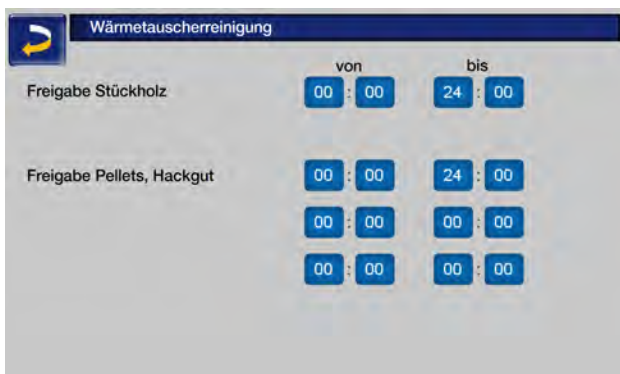 Wärmetauscherreinigung
von bis
Freigabe Stückholz 00 : 00 24 : 00
Freigabe Pellets, Hackgut 00 : 00 24 : 00
00 : 00 00 : 00
00 : 00 00 : 00